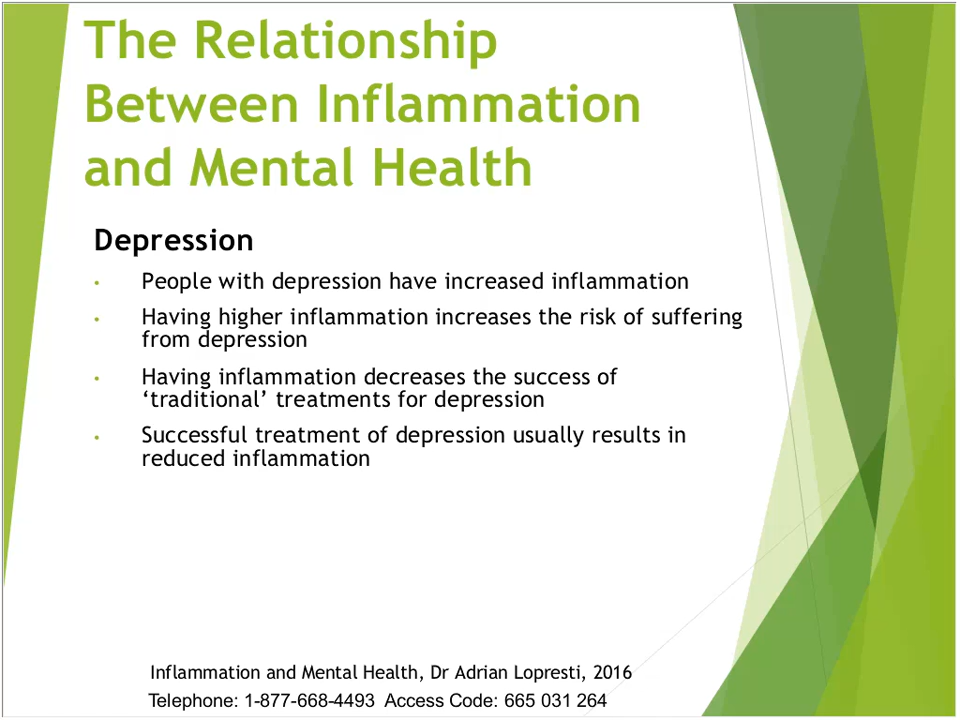 The Relationship
Between Inflammation
and Mental Health
Depression
• People with depression have increased inflammation
• Having higher inflammation increases the risk of suffering
from depression
• Having inflammation decreases the success of
‘traditional’ treatments for depression
• Successful treatment of depression usually results in
reduced inflammation
Inflammation and Mental Health, Dr Adrian Lopresti, 2016
Telephone: 1-877-668-4493 Access Code: 665 031 264